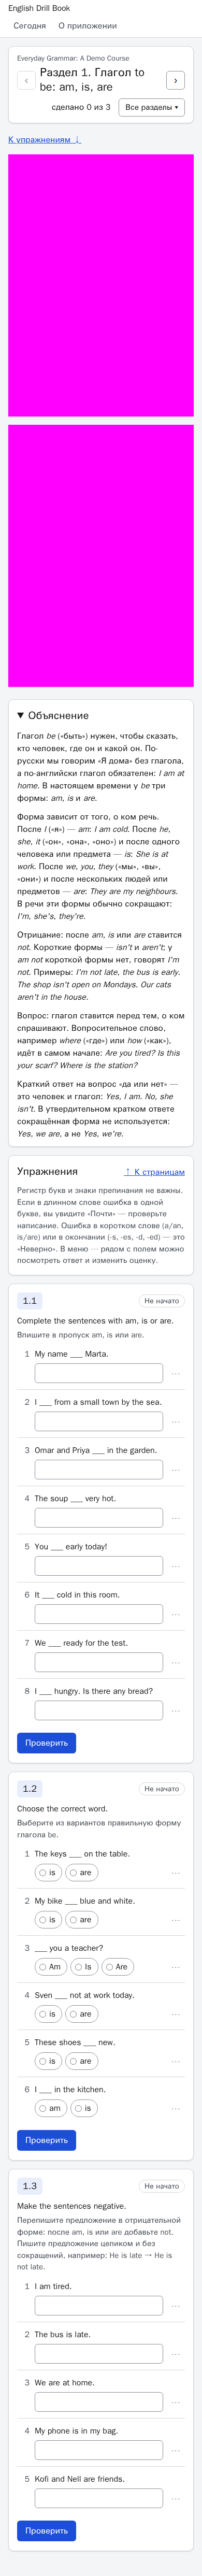 English Drill Book
Сегодня О приложении
Everyday Grammar: A Demo Course
‹
Раздел 1. Глагол to
be: am, is, are
›
сделано 0 из 3 Все разделы ▾
К упражнениям ↓
▼ Объяснение
Глагол be («быть») нужен, чтобы сказать,
кто человек, где он и какой он. По-
русски мы говорим «Я дома» без глагола,
а по-английски глагол обязателен: I am at
home. В настоящем времени у be три
формы: am, is и are.
Форма зависит от того, о ком речь.
После I («я») — am: I am cold. После he,
she, it («он», «она», «оно») и после одного
человека или предмета — is: She is at
work. После we, you, they («мы», «вы»,
«они») и после нескольких людей или
предметов — are: They are my neighbours.
В речи эти формы обычно сокращают:
I'm, she's, they're.
Отрицание: после am, is или are ставится
not. Короткие формы — isn't и aren't; у
am not короткой формы нет, говорят I'm
not. Примеры: I'm not late, the bus is early.
The shop isn't open on Mondays. Our cats
aren't in the house.
Вопрос: глагол ставится перед тем, о ком
спрашивают. Вопросительное слово,
например where («где») или how («как»),
идёт в самом начале: Are you tired? Is this
your scarf? Where is the station?
Краткий ответ на вопрос «да или нет» —
это человек и глагол: Yes, I am. No, she
isn't. В утвердительном кратком ответе
сокращённая форма не используется:
Yes, we are, а не Yes, we're.
Упражнения ↑ К страницам
Регистр букв и знаки препинания не важны.
Если в длинном слове ошибка в одной
букве, вы увидите «Почти» — проверьте
написание. Ошибка в коротком слове (a/an,
is/are) или в окончании (-s, -es, -d, -ed) — это
«Неверно». В меню ··· рядом с полем можно
посмотреть ответ и изменить оценку.
1.1 Не начато
Complete the sentences with am, is or are.
Впишите в пропуск am, is или are.
1 My name ___ Marta.
···
2 I ___ from a small town by the sea.
···
3 Omar and Priya ___ in the garden.
···
4 The soup ___ very hot.
···
5 You ___ early today!
···
6 It ___ cold in this room.
···
7 We ___ ready for the test.
···
8 I ___ hungry. Is there any bread?
···
Проверить
1.2 Не начато
Choose the correct word.
Выберите из вариантов правильную форму
глагола be.
1 The keys ___ on the table.
is are ···
2 My bike ___ blue and white.
is are ···
3 ___ you a teacher?
Am Is Are ···
4 Sven ___ not at work today.
is are ···
5 These shoes ___ new.
is are ···
6 I ___ in the kitchen.
am is ···
Проверить
1.3 Не начато
Make the sentences negative.
Перепишите предложение в отрицательной
форме: после am, is или are добавьте not.
Пишите предложение целиком и без
сокращений, например: He is late → He is
not late.
1 I am tired.
···
2 The bus is late.
···
3 We are at home.
···
4 My phone is in my bag.
···
5 Kofi and Nell are friends.
···
Проверить